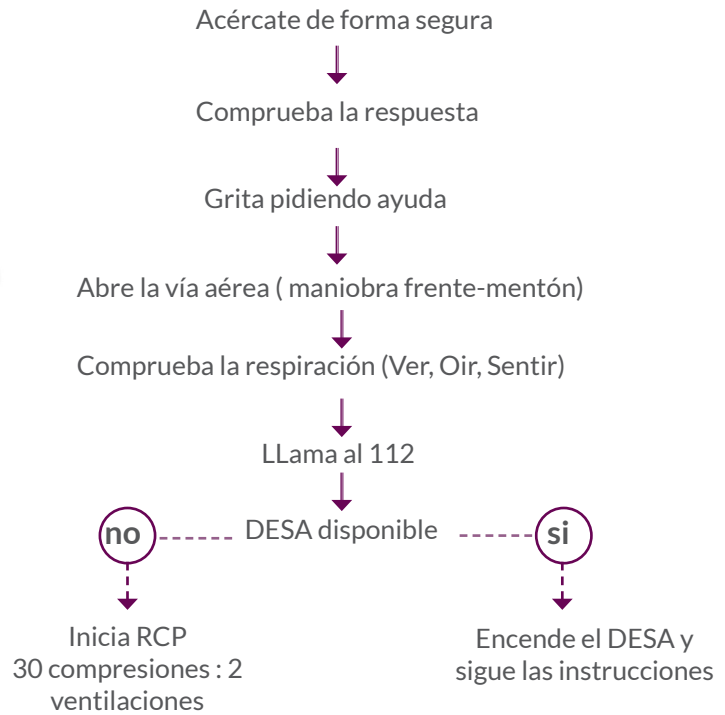 Acércate de forma segura
Comprueba la respuesta
Grita pidiendo ayuda
Abre la vía aérea ( maniobra frente-mentón)
Comprueba la respiración (Ver, Oir, Sentir)
LLama al 112
DESA disponible
no
si
Inicia RCP
30 compresiones : 2
ventilaciones
Encende el DESA y
sigue las instrucciones